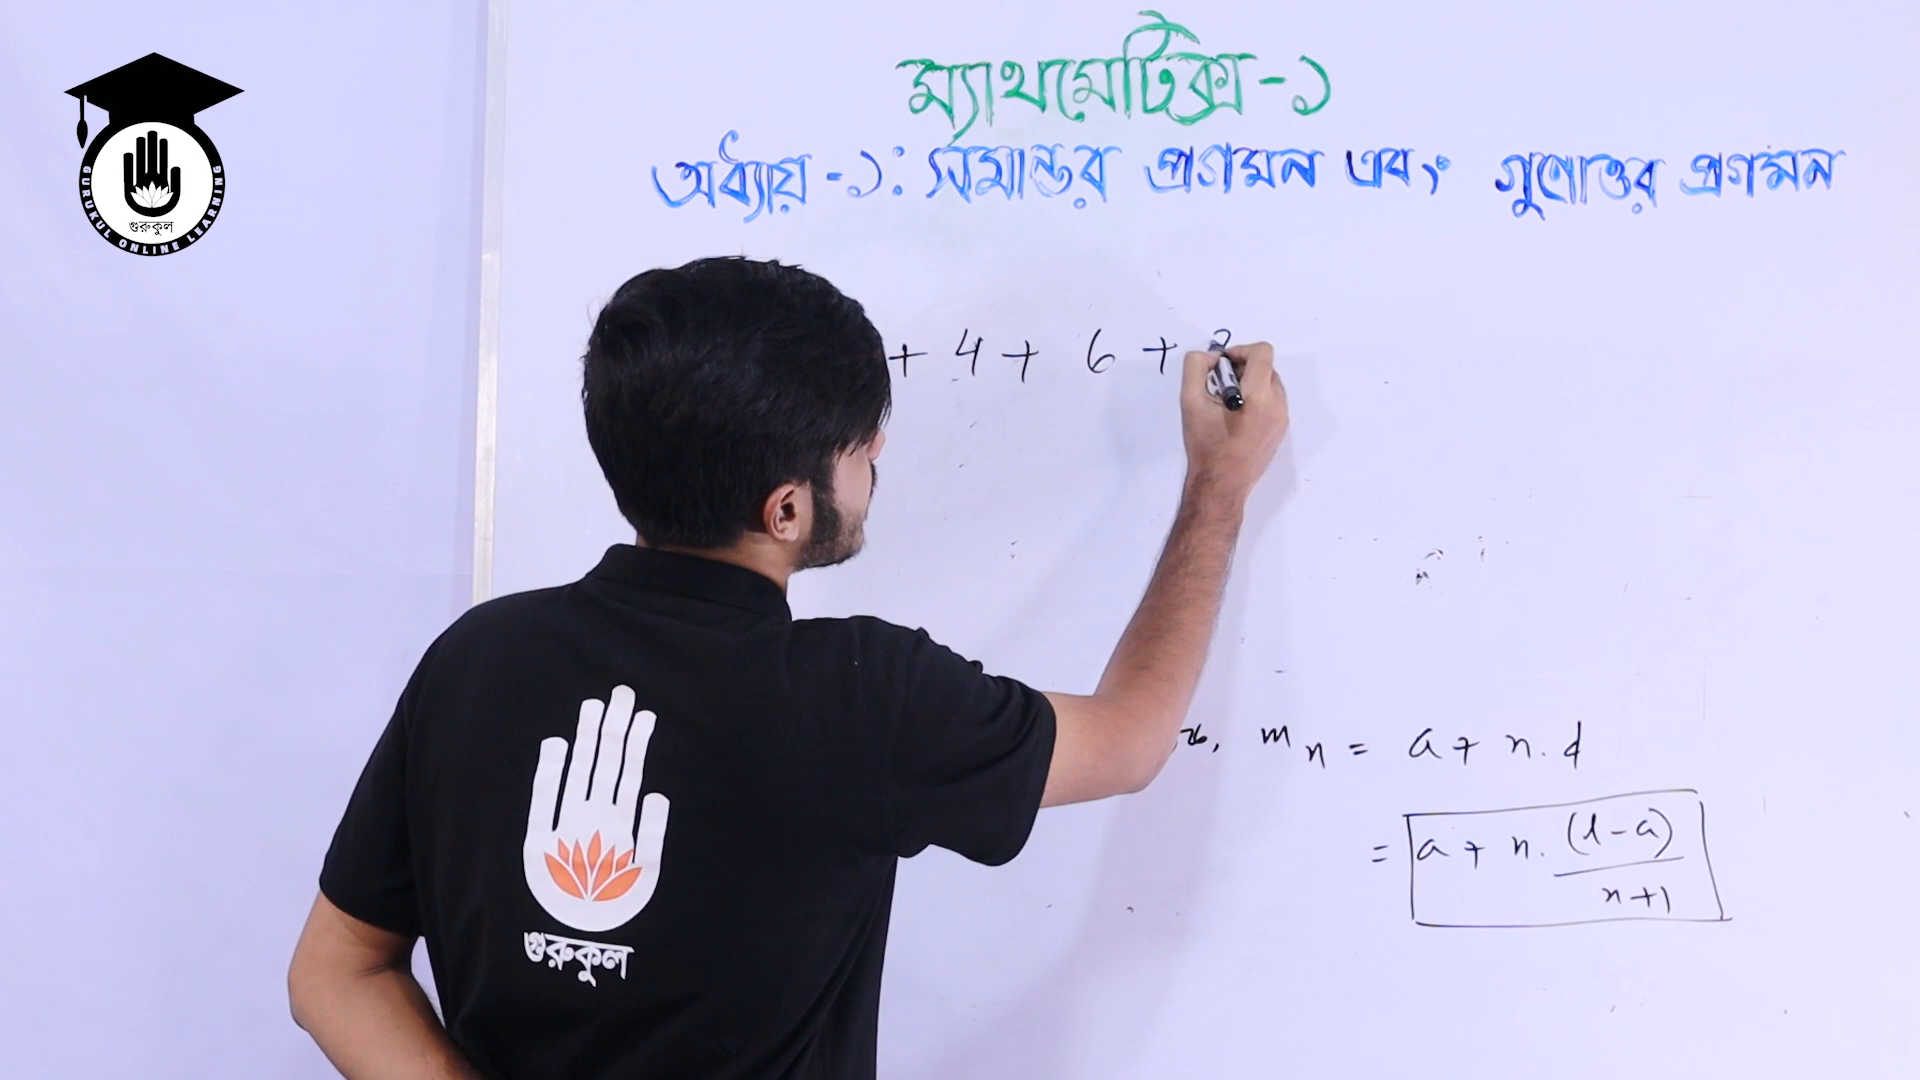 ম্যাথমেটিক্স -১
অধ্যায় -১: সমান্তর প্রগমন এবং গুণোত্তর প্রগমন
গুরুকুল
GURUKUL ONLINE LEARNING
+ 4 + 6 +
mn = a + n. d
= a + n. (l-a)
n+1
গুরুকুল